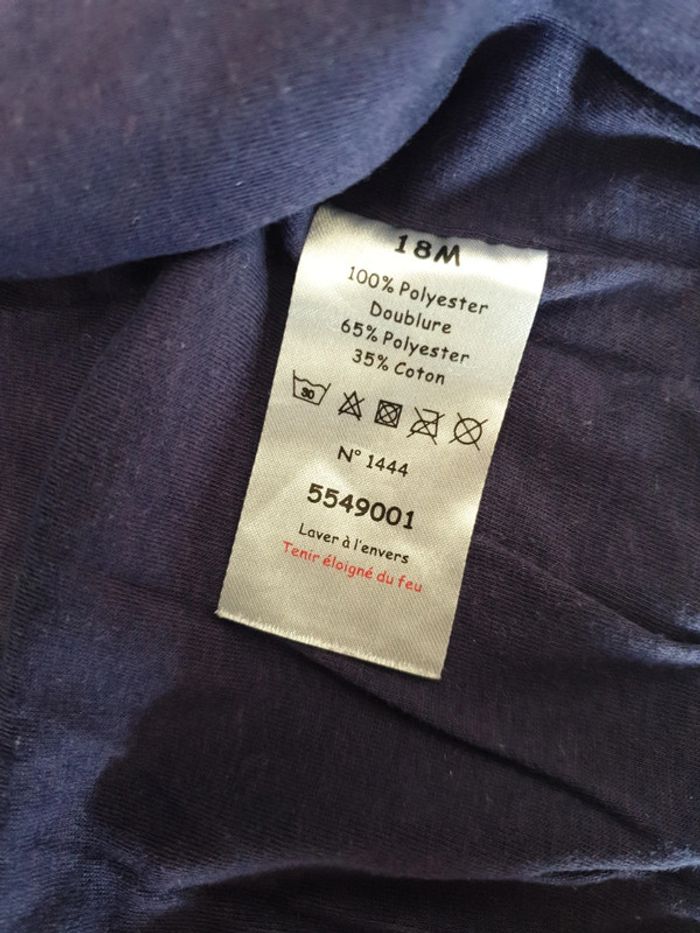 18M
100% Polyester
Doublure
65% Polyester
35% Coton
30
N° 1444
5549001
Laver à l'envers
Tenir éloigné du feu